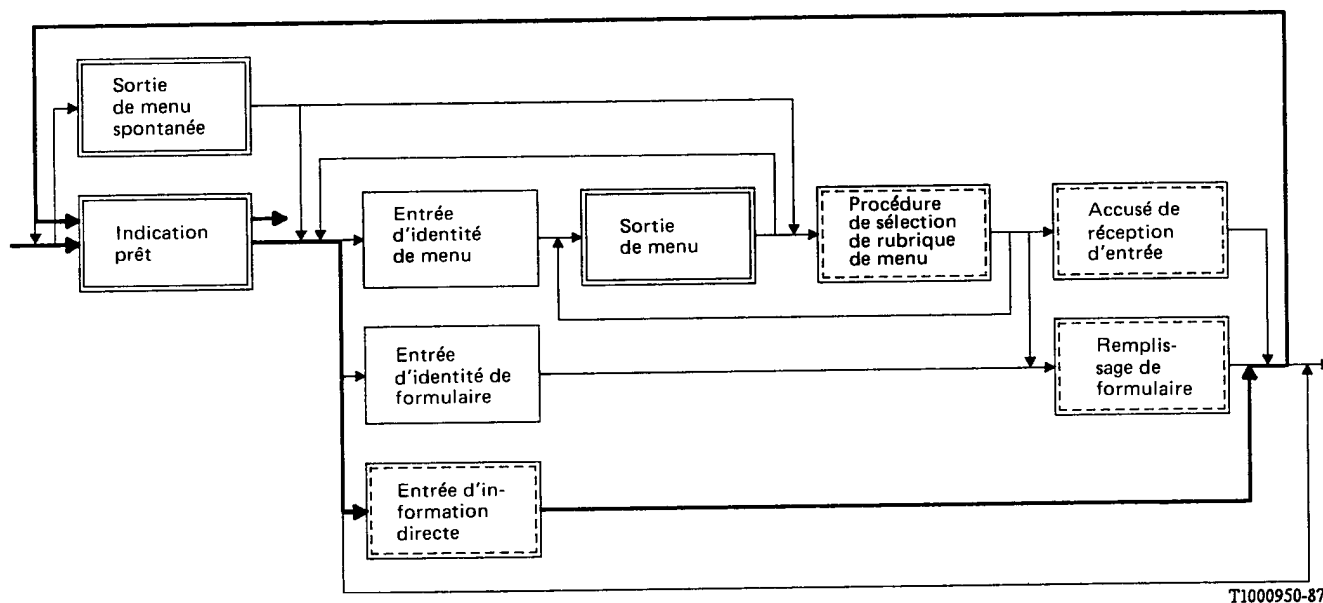 Sortie
de menu
spontanée
Indication
prêt
Entrée
d'identité
de menu
Sortie
de menu
Procédure
de sélection
de rubrique
de menu
Accusé de
réception
d'entrée
Entrée
d'identité de
formulaire
Remplis-
sage de
formulaire
Entrée d'in-
formation
directe
T1000950-87